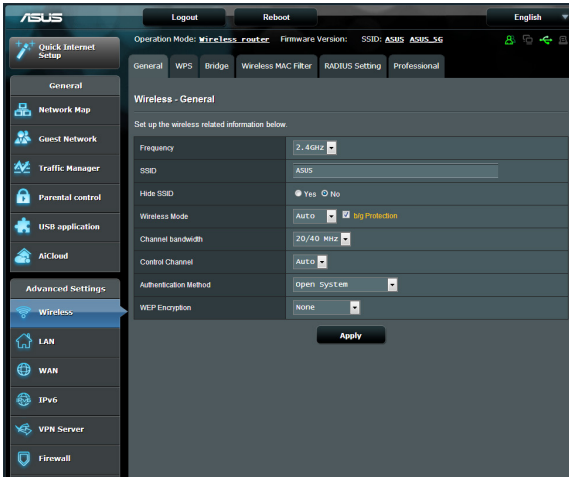 ASUS
Logout
Reboot
English
Quick Internet Setup
Operation Mode: Wireless router Firmware Version: SSID: ASUS ASUS_5G
General WPS Bridge Wireless MAC Filter RADIUS Setting Professional
General
Network Map
Guest Network
Traffic Manager
Parental control
USB application
AiCloud
Advanced Settings
Wireless
LAN
WAN
IPv6
VPN Server
Firewall
Wireless - General
Set up the wireless related information below.
Frequency 2.4GHz
SSID ASUS
Hide SSID Yes No
Wireless Mode Auto b/g Protection
Channel bandwidth 20/40 MHz
Control Channel Auto
Authentication Method Open System
WEP Encryption None
Apply